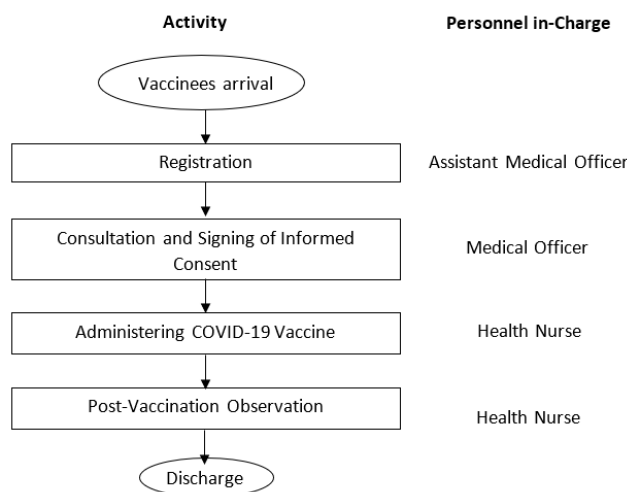 Activity
Personnel in-Charge
Vaccinees arrival
Registration
Assistant Medical Officer
Consultation and Signing of Informed
Consent
Medical Officer
Administering COVID-19 Vaccine
Health Nurse
Post-Vaccination Observation
Health Nurse
Discharge